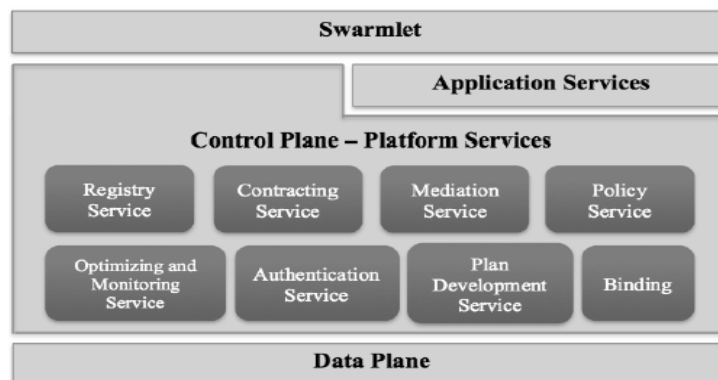 Swarmlet
Application Services
Control Plane – Platform Services
Registry
Service
Contracting
Service
Mediation
Service
Policy
Service
Optimizing and
Monitoring
Service
Authentication
Service
Plan
Development
Service
Binding
Data Plane